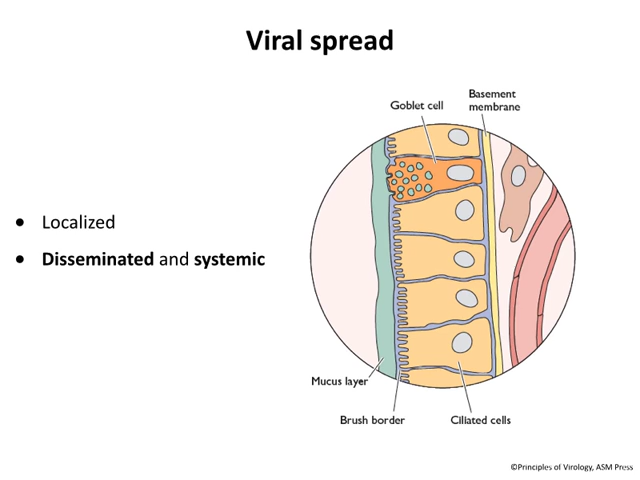 Viral spread
Basement
membrane
Goblet cell
• Localized
• Disseminated and systemic
Mucus layer
Brush border
Ciliated cells
©Principles of Virology, ASM Press